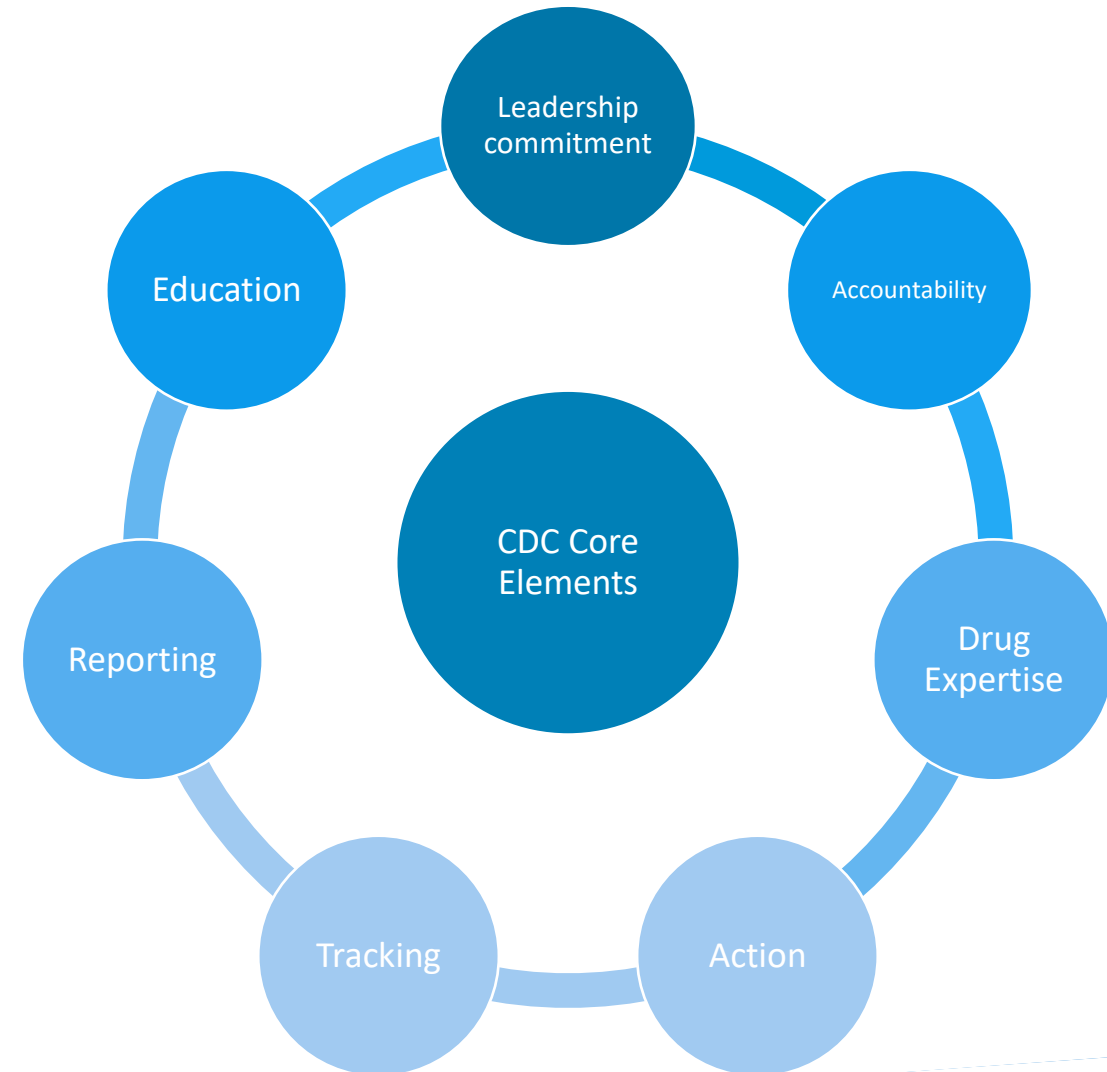 Leadership
commitment
Accountability
Drug
Expertise
Action
Tracking
Reporting
Education
CDC Core
Elements